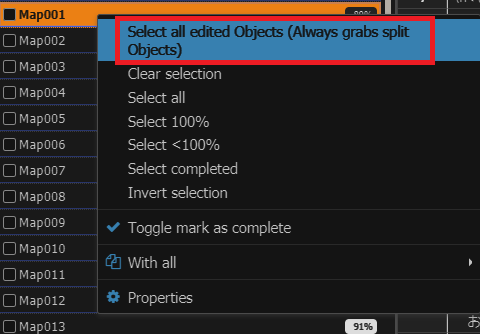 Map001
Map002
Map003
Map004
Map005
Map006
Map007
Map008
Map009
Map010
Map011
Map012
Map013
91%
Select all edited Objects (Always grabs split
Objects)
Clear selection
Select all
Select 100%
Select <100%
Select completed
Invert selection
Toggle mark as complete
With all
Properties
お